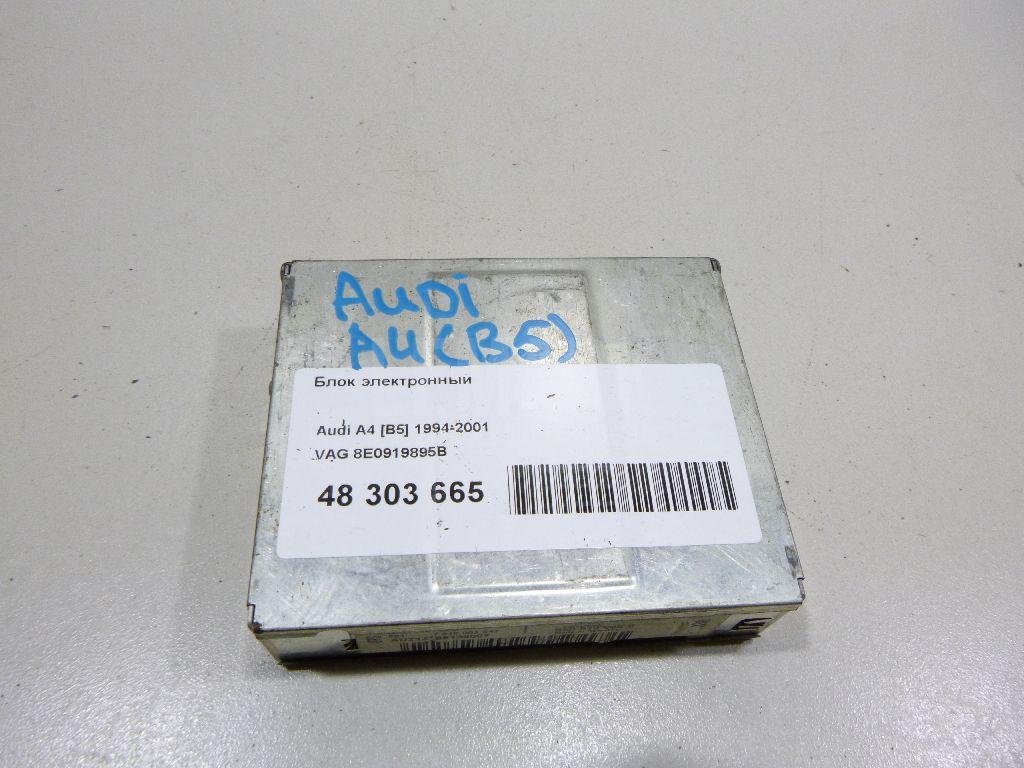 AUDi
A4(B5)
Блок электронный
Audi A4 [B5] 1994-2001
VAG 8E0919895B
48 303 665